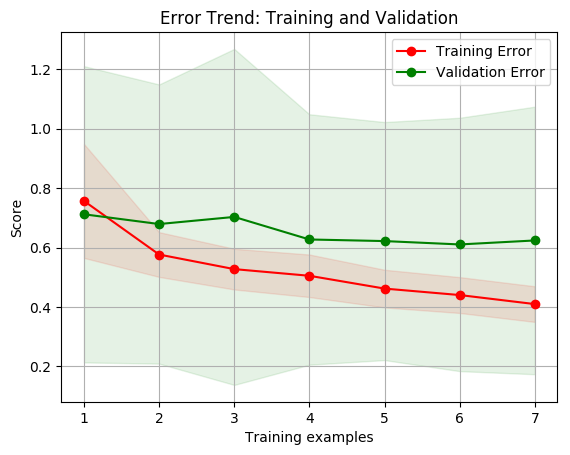 Error Trend: Training and Validation
Training Error
Validation Error
1.2
1.0
0.8
0.6
0.4
0.2
Score
1 2 3 4 5 6 7
Training examples